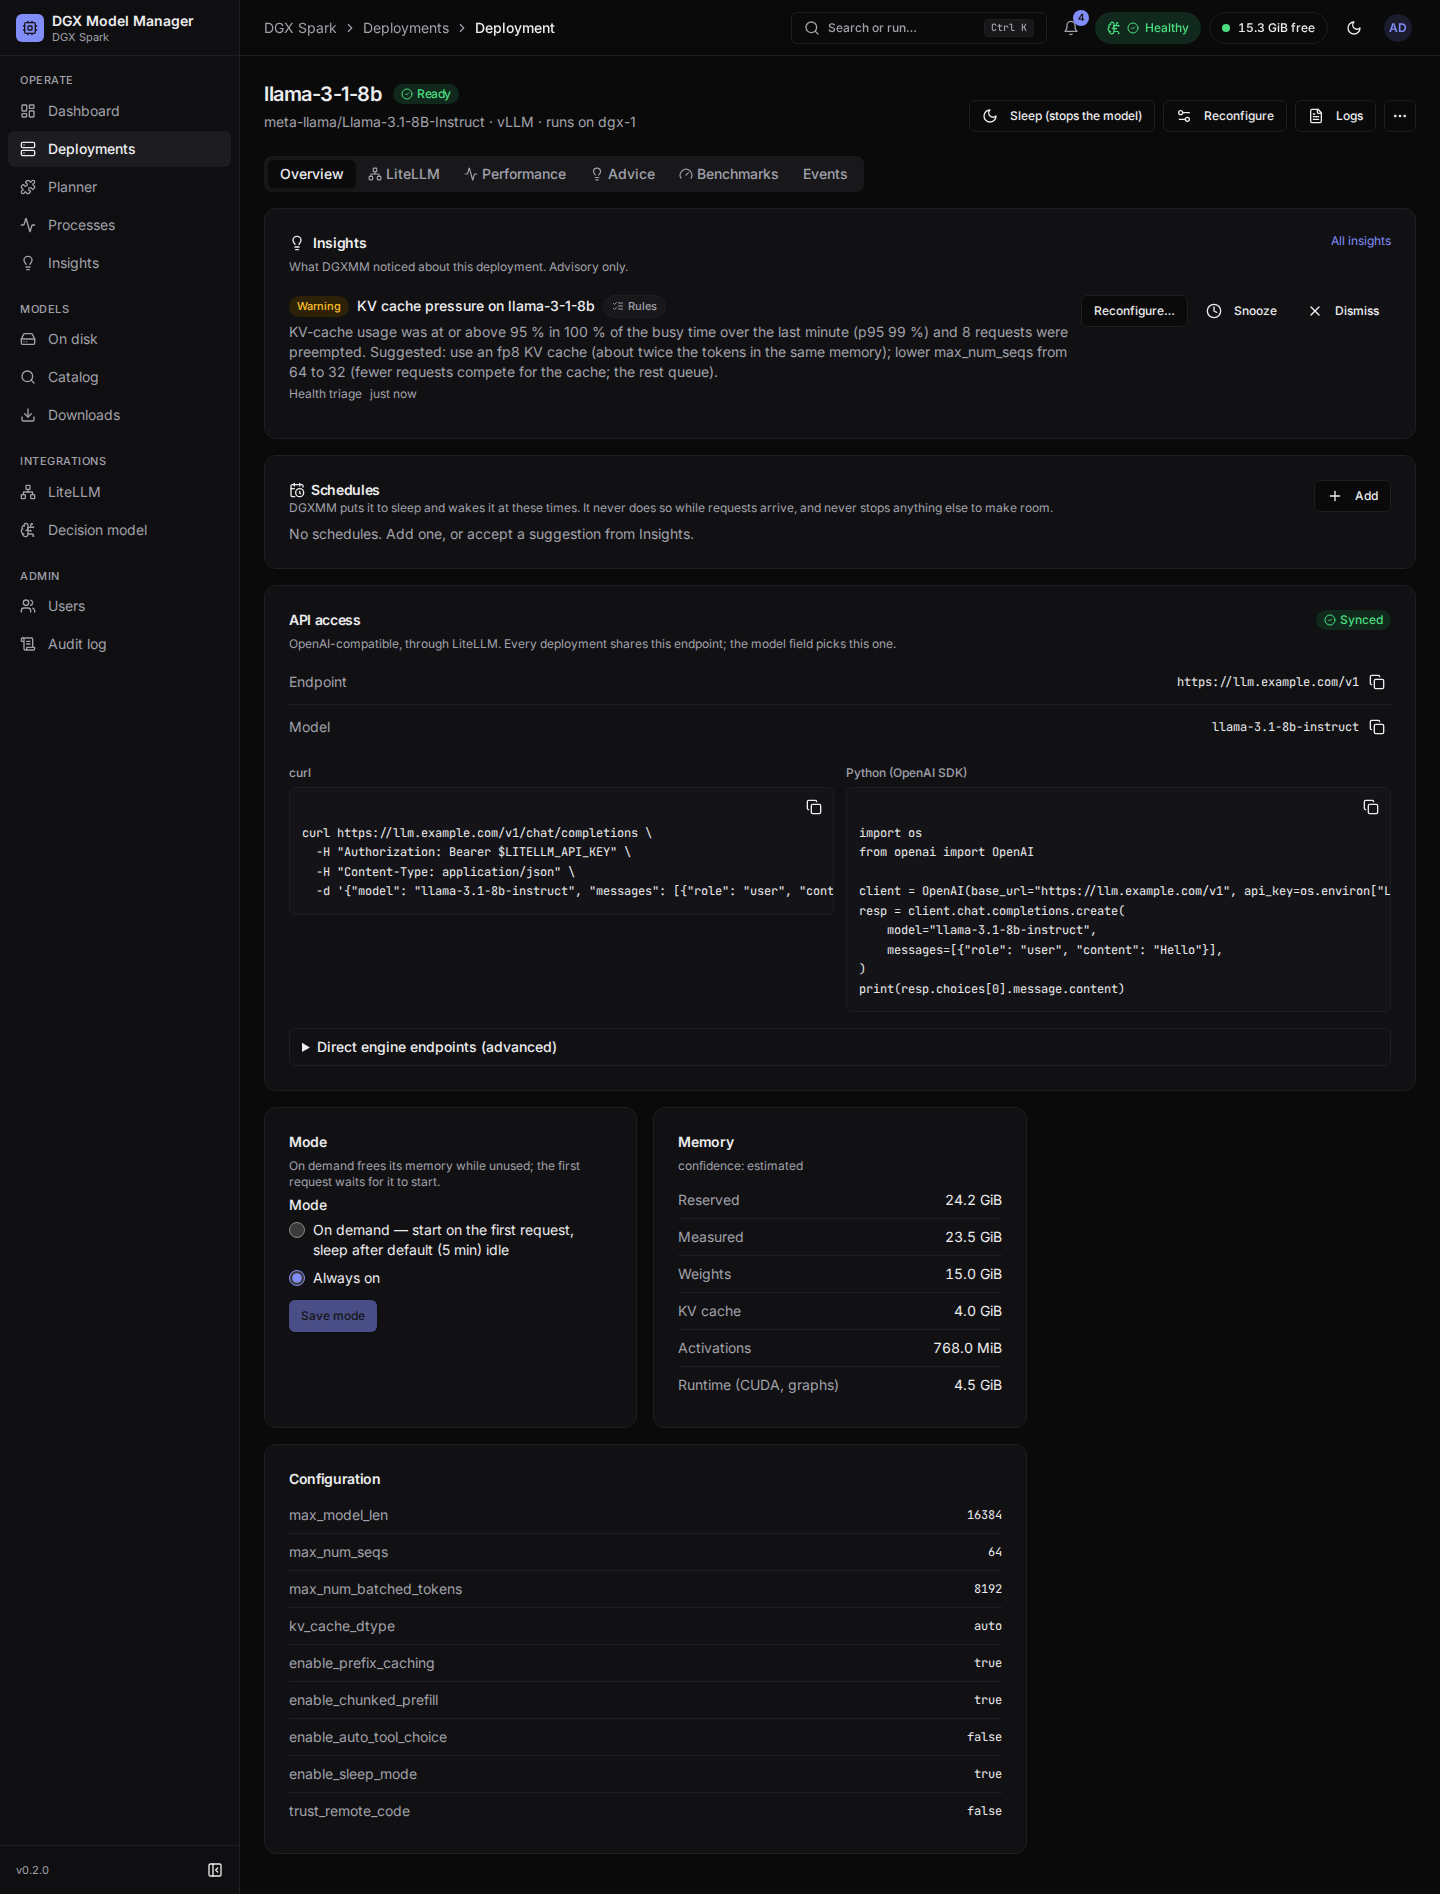 DGX Model Manager
DGX Spark
OPERATE
Dashboard
Deployments
Planner
Processes
Insights
MODELS
On disk
Catalog
Downloads
INTEGRATIONS
LiteLLM
Decision model
ADMIN
Users
Audit log
v0.2.0
DGX Spark > Deployments > Deployment
Search or run... Ctrl K
4
Healthy
15.3 GiB free
AD
llama-3-1-8b Ready
meta-llama/Llama-3.1-8B-Instruct · vLLM · runs on dgx-1
Sleep (stops the model)
Reconfigure
Logs
Overview LiteLLM Performance Advice Benchmarks Events
Insights
All insights
What DGXMM noticed about this deployment. Advisory only.
Warning KV cache pressure on llama-3-1-8b Rules
Reconfigure... Snooze Dismiss
KV-cache usage was at or above 95 % in 100 % of the busy time over the last minute (p95 99 %) and 8 requests were
preempted. Suggested: use an fp8 KV cache (about twice the tokens in the same memory); lower max_num_seqs from
64 to 32 (fewer requests compete for the cache; the rest queue).
Health triage just now
Schedules
Add
DGXMM puts it to sleep and wakes it at these times. It never does so while requests arrive, and never stops anything else to make room.
No schedules. Add one, or accept a suggestion from Insights.
API access
Synced
OpenAI-compatible, through LiteLLM. Every deployment shares this endpoint; the model field picks this one.
Endpoint https://llm.example.com/v1
Model llama-3.1-8b-instruct
curl
curl https://llm.example.com/v1/chat/completions \
-H "Authorization: Bearer $LITELLM_API_KEY" \
-H "Content-Type: application/json" \
-d '{"model": "llama-3.1-8b-instruct", "messages": [{"role": "user", "cont
Python (OpenAI SDK)
import os
from openai import OpenAI
client = OpenAI(base_url="https://llm.example.com/v1", api_key=os.environ["L
resp = client.chat.completions.create(
model="llama-3.1-8b-instruct",
messages=[{"role": "user", "content": "Hello"}],
)
print(resp.choices[0].message.content)
Direct engine endpoints (advanced)
Mode
On demand frees its memory while unused; the first
request waits for it to start.
Mode
On demand — start on the first request,
sleep after default (5 min) idle
Always on
Save mode
Memory
confidence: estimated
Reserved 24.2 GiB
Measured 23.5 GiB
Weights 15.0 GiB
KV cache 4.0 GiB
Activations 768.0 MiB
Runtime (CUDA, graphs) 4.5 GiB
Configuration
max_model_len 16384
max_num_seqs 64
max_num_batched_tokens 8192
kv_cache_dtype auto
enable_prefix_caching true
enable_chunked_prefill true
enable_auto_tool_choice false
enable_sleep_mode true
trust_remote_code false